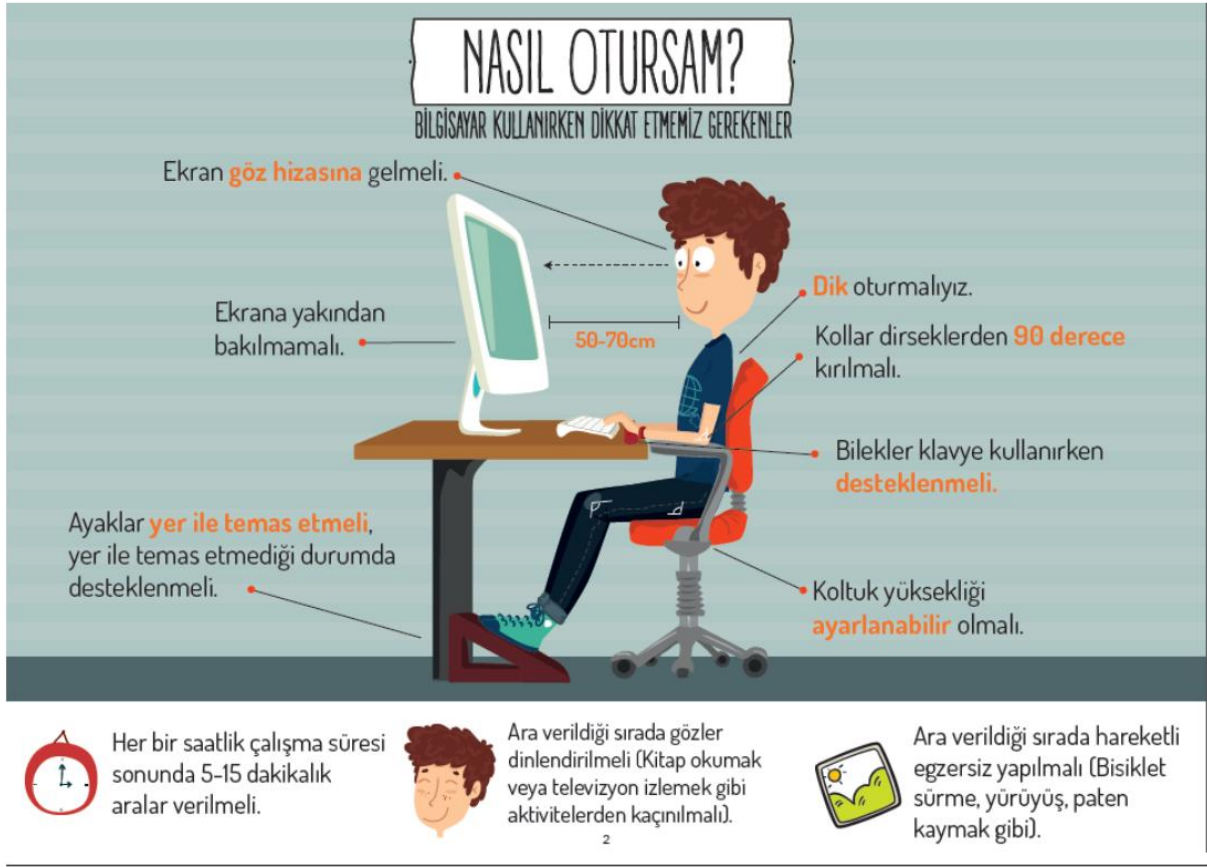 NASIL OTURSAM?
BİLGİSAYAR KULLANIRKEN DİKKAT ETMEMİZ GEREKENLER
Ekran göz hizasına gelmeli.
Ekrana yakından
bakılmamalı.
50-70cm
Dik oturmalıyız.
Kollar dirseklerden 90 derece
kırılmalı.
Bilekler klavye kullanırken
desteklenmeli.
Ayaklar yer ile temas etmeli,
yer ile temas etmediği durumda
desteklenmeli.
Koltuk yüksekliği
ayarlanabilir olmalı.
Her bir saatlik çalışma süresi
sonunda 5-15 dakikalık
aralar verilmeli.
Ara verildiği sırada gözler
dinlendirilmeli (Kitap okumak
veya televizyon izlemek gibi
aktivitelerden kaçınılmalı).
Ara verildiği sırada hareketli
egzersiz yapılmalı (Bisiklet
sürme, yürüyüş, paten
kaymak gibi).
2